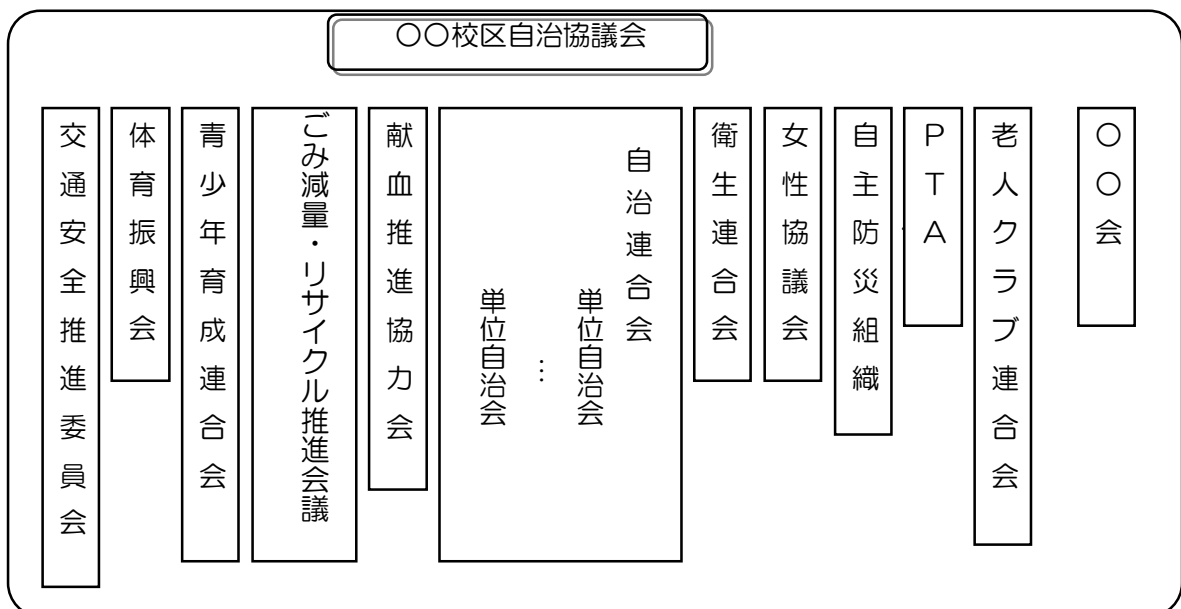 〇〇校区自治協議会
〇〇会
老人クラブ連合会
PTA
自主防災組織
女性協議会
衛生連合会
自治連合会
単位自治会
…
単位自治会
献血推進協力会
ごみ減量・リサイクル推進会議
青少年育成連合会
体育振興会
交通安全推進委員会